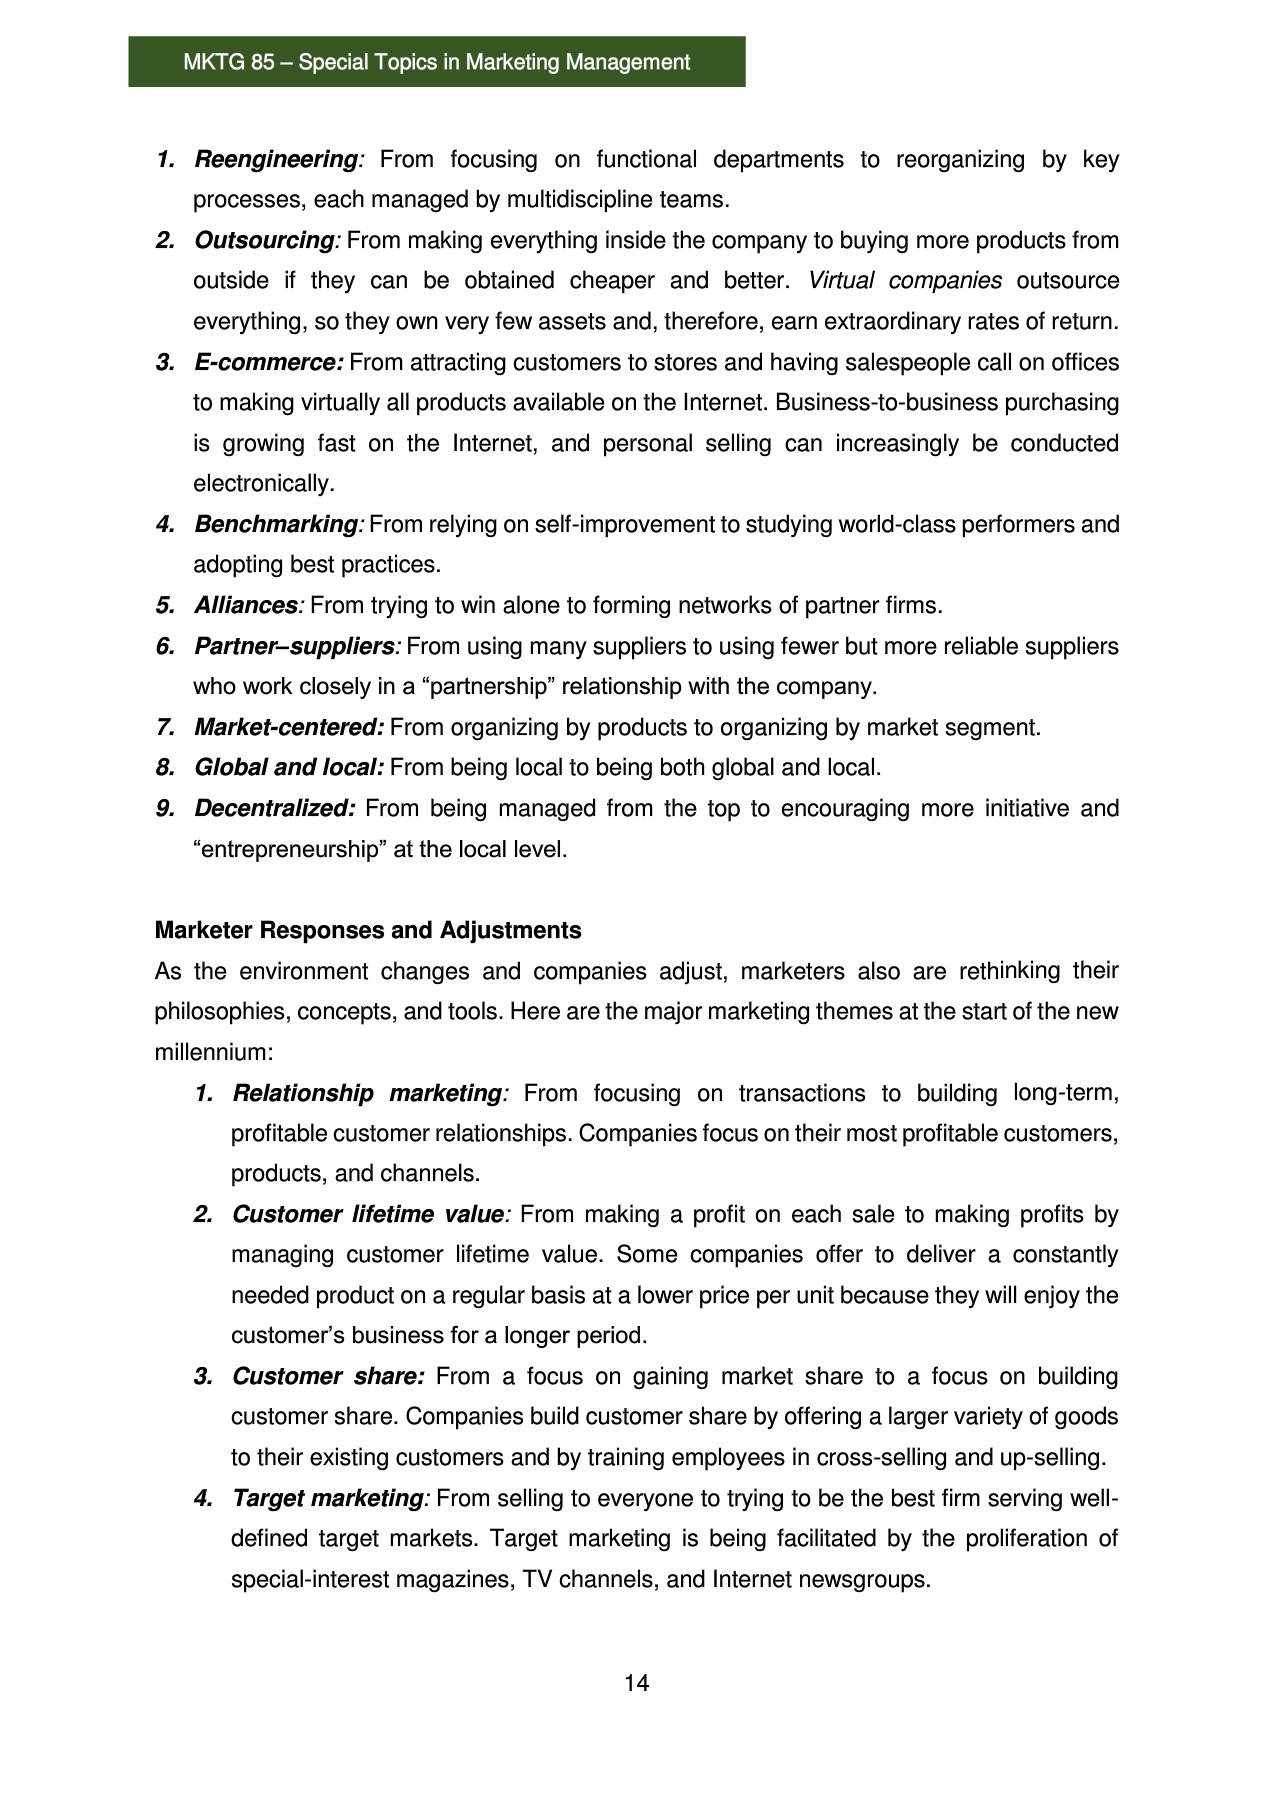 MKTG 85 – Special Topics in Marketing Management
1. Reengineering: From focusing on functional departments to reorganizing by key
processes, each managed by multidiscipline teams.
2. Outsourcing: From making everything inside the company to buying more products from
outside if they can be obtained cheaper and better. Virtual companies outsource
everything, so they own very few assets and, therefore, earn extraordinary rates of return.
3. E-commerce: From attracting customers to stores and having salespeople call on offices
to making virtually all products available on the Internet. Business-to-business purchasing
is growing fast on the Internet, and personal selling can increasingly be conducted
electronically.
4. Benchmarking: From relying on self-improvement to studying world-class performers and
adopting best practices.
5. Alliances: From trying to win alone to forming networks of partner firms.
6. Partner–suppliers: From using many suppliers to using fewer but more reliable suppliers
who work closely in a “partnership” relationship with the company.
7. Market-centered: From organizing by products to organizing by market segment.
8. Global and local: From being local to being both global and local.
9. Decentralized: From being managed from the top to encouraging more initiative and
“entrepreneurship” at the local level.
Marketer Responses and Adjustments
As the environment changes and companies adjust, marketers also are rethinking their
philosophies, concepts, and tools. Here are the major marketing themes at the start of the new
millennium:
1. Relationship marketing: From focusing on transactions to building long-term,
profitable customer relationships. Companies focus on their most profitable customers,
products, and channels.
2. Customer lifetime value: From making a profit on each sale to making profits by
managing customer lifetime value. Some companies offer to deliver a constantly
needed product on a regular basis at a lower price per unit because they will enjoy the
customer’s business for a longer period.
3. Customer share: From a focus on gaining market share to a focus on building
customer share. Companies build customer share by offering a larger variety of goods
to their existing customers and by training employees in cross-selling and up-selling.
4. Target marketing: From selling to everyone to trying to be the best firm serving well-
defined target markets. Target marketing is being facilitated by the proliferation of
special-interest magazines, TV channels, and Internet newsgroups.
14